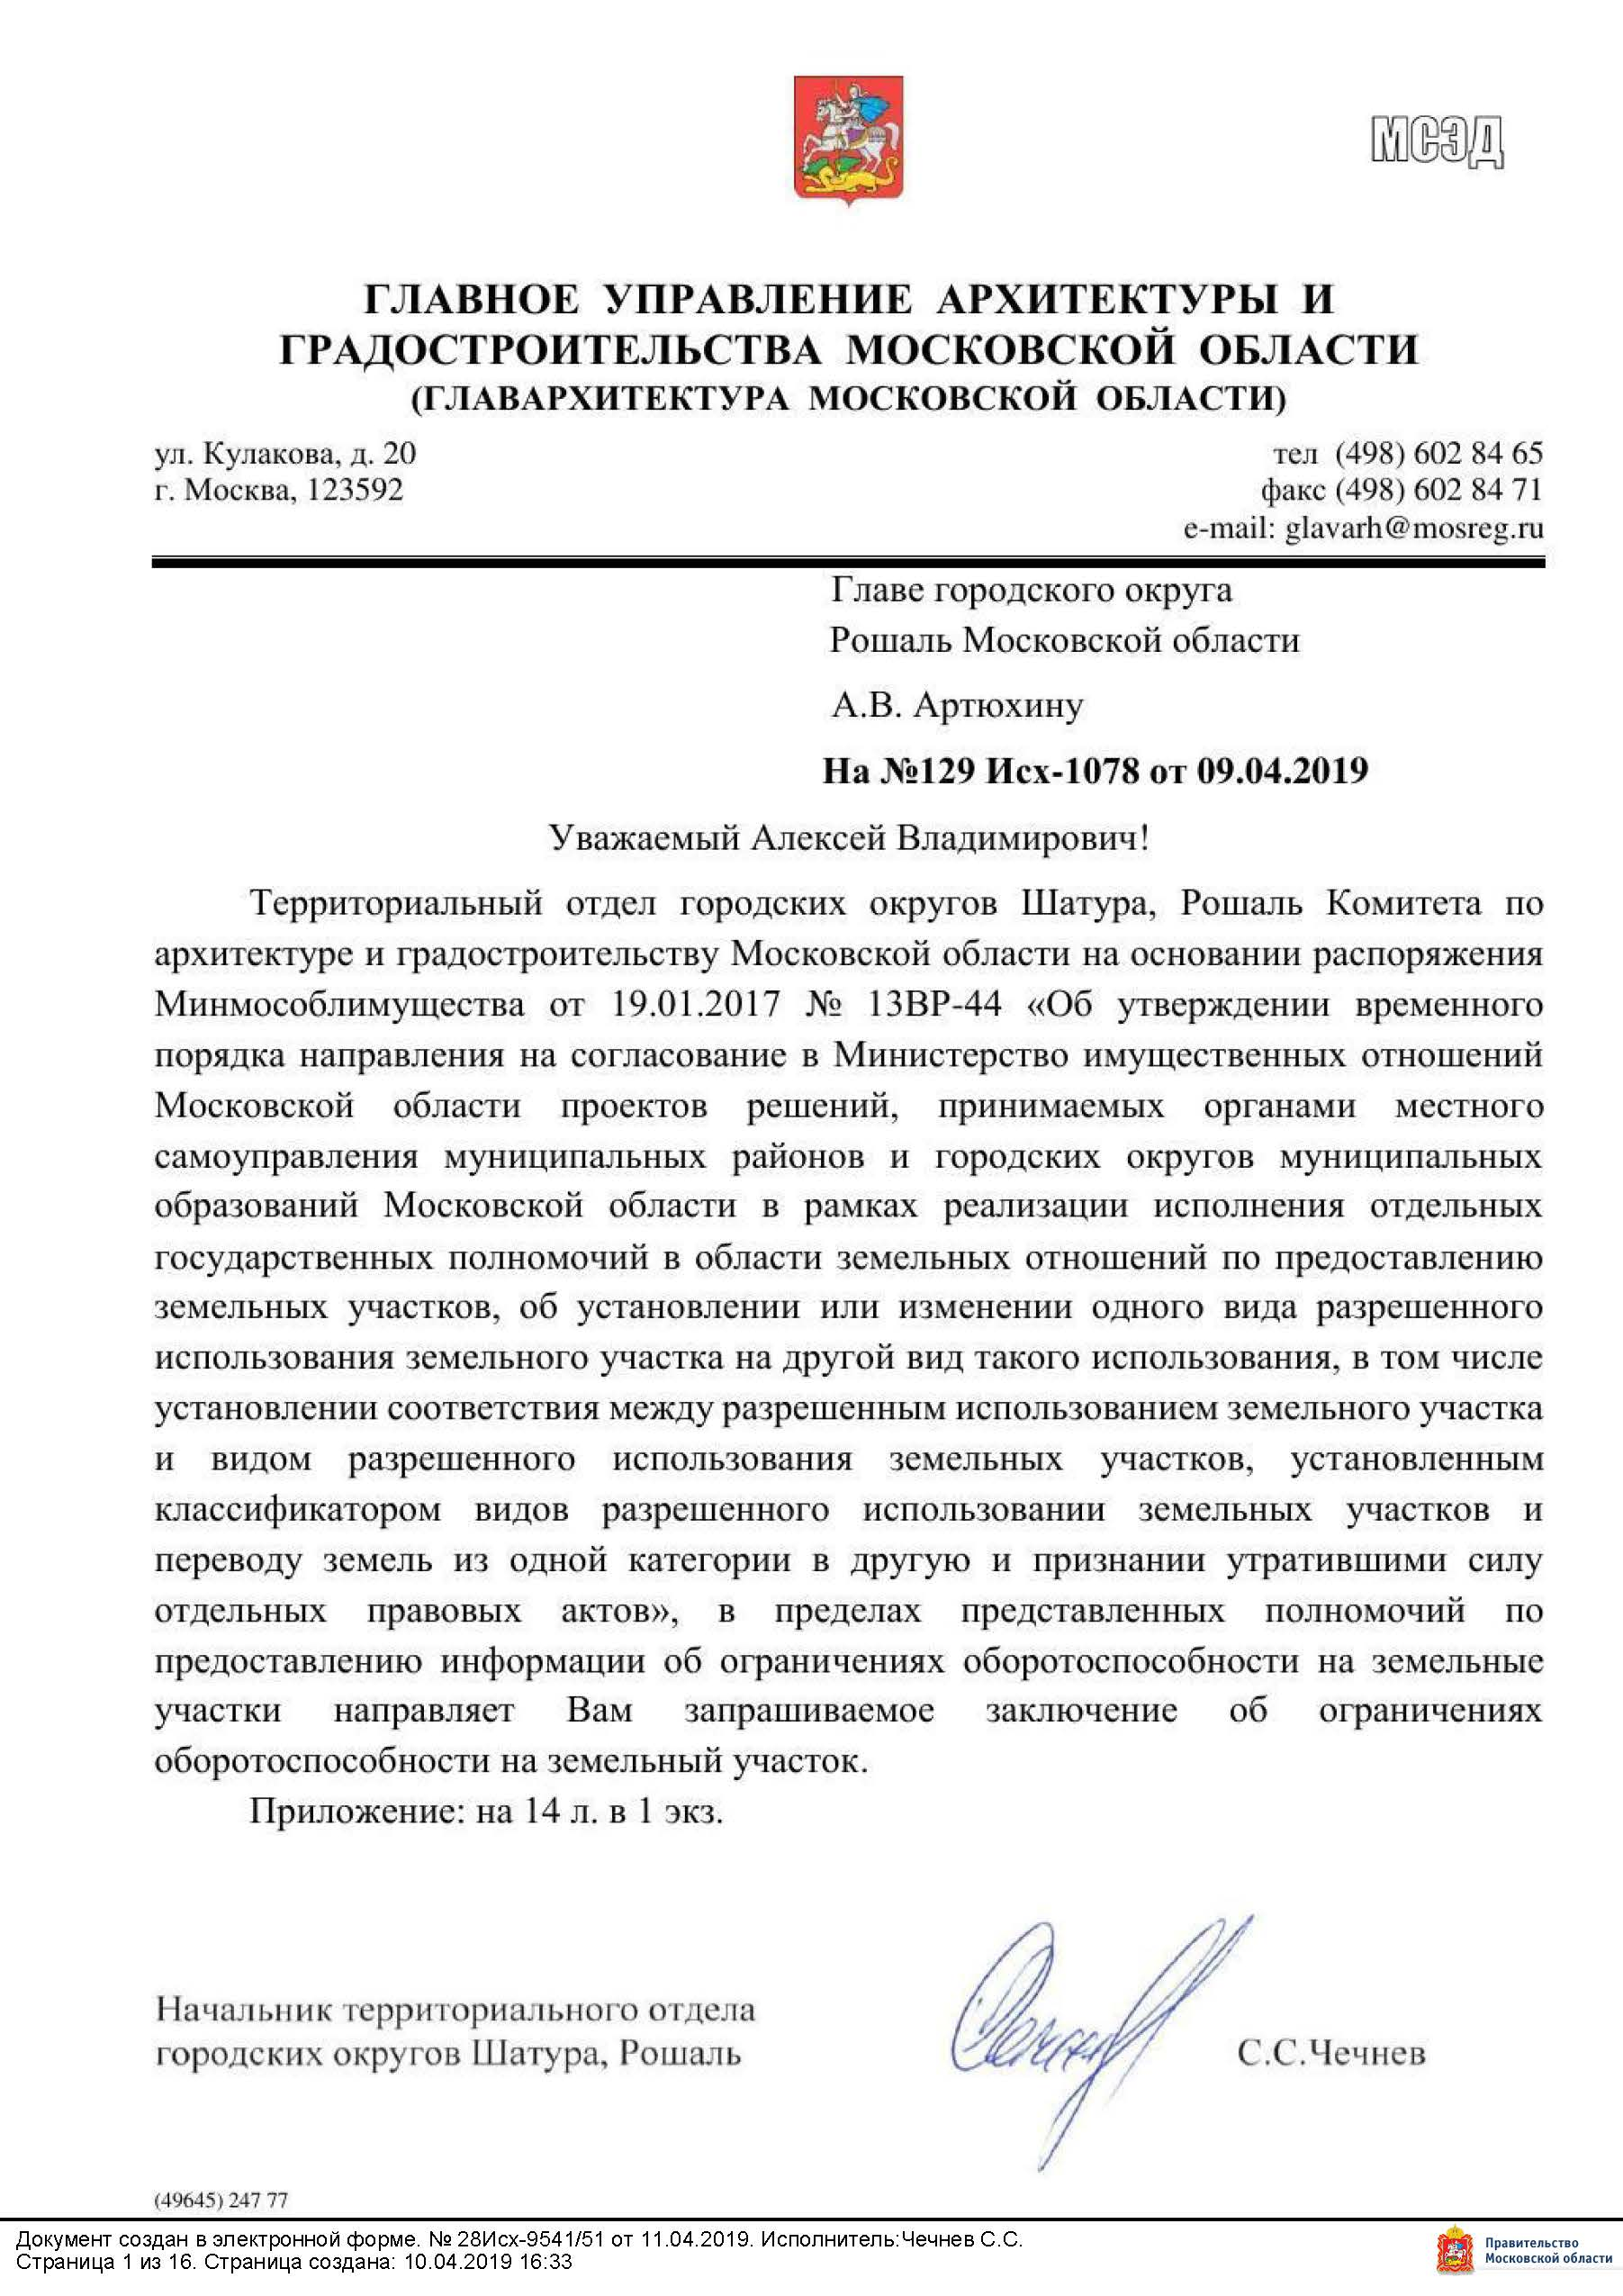 МСЭД
ГЛАВНОЕ УПРАВЛЕНИЕ АРХИТЕКТУРЫ И
ГРАДОСТРОИТЕЛЬСТВА МОСКОВСКОЙ ОБЛАСТИ
(ГЛАВАРХИТЕКТУРА МОСКОВСКОЙ ОБЛАСТИ)
ул. Кулакова, д. 20
г. Москва, 123592
тел (498) 602 84 65
факс (498) 602 84 71
e-mail: glavarh@mosreg.ru
Главе городского округа
Рошаль Московской области
А.В. Артюхину
На №129 Исх-1078 от 09.04.2019
Уважаемый Алексей Владимирович!
Территориальный отдел городских округов Шатура, Рошаль Комитета по
архитектуре и градостроительству Московской области на основании распоряжения
Минмособлимущества от 19.01.2017 № 13ВР-44 «Об утверждении временного
порядка направления на согласование в Министерство имущественных отношений
Московской области проектов решений, принимаемых органами местного
самоуправления муниципальных районов и городских округов муниципальных
образований Московской области в рамках реализации исполнения отдельных
государственных полномочий в области земельных отношений по предоставлению
земельных участков, об установлении или изменении одного вида разрешенного
использования земельного участка на другой вид такого использования, в том числе
установлении соответствия между разрешенным использованием земельного участка
и видом разрешенного использования земельных участков, установленным
классификатором видов разрешенного использовании земельных участков и
переводу земель из одной категории в другую и признании утратившими силу
отдельных правовых актов», в пределах представленных полномочий по
предоставлению информации об ограничениях оборотоспособности на земельные
участки направляет Вам запрашиваемое заключение об ограничениях
оборотоспособности на земельный участок.
Приложение: на 14 л. в 1 экз.
Начальник территориального отдела
городских округов Шатура, Рошаль
С.С.Чечнев
(49645) 247 77
Документ создан в электронной форме. № 28Исх-9541/51 от 11.04.2019. Исполнитель:Чечнев С.С.
Страница 1 из 16. Страница создана: 10.04.2019 16:33
Правительство
Московской области